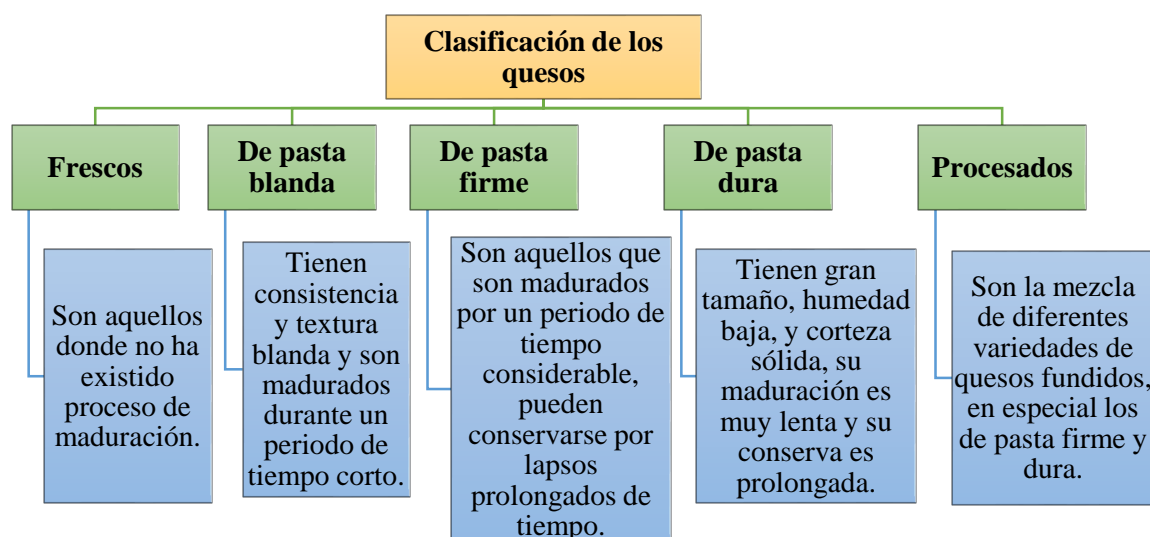 Clasificación de los
quesos
Frescos
Son aquellos
donde no ha
existido
proceso de
maduración.
De pasta
blanda
Tienen
consistencia
y textura
blanda y son
madurados
durante un
periodo de
tiempo corto.
De pasta
firme
Son aquellos que
son madurados
por un periodo de
tiempo
considerable,
pueden
conservarse por
lapsos
prolongados de
tiempo.
De pasta
dura
Tienen gran
tamaño, humedad
baja, y corteza
sólida, su
maduración es
muy lenta y su
conserva es
prolongada.
Procesados
Son la mezcla
de diferentes
variedades de
quesos fundidos,
en especial los
de pasta firme y
dura.